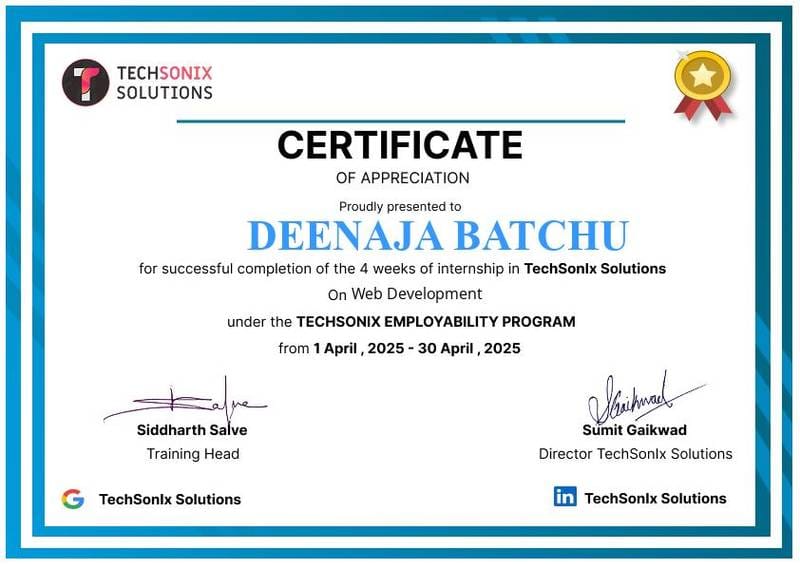 TECHSONIX
SOLUTIONS
CERTIFICATE
OF APPRECIATION
Proudly presented to
DEENAJA BATCHU
for successful completion of the 4 weeks of internship in TechSonIx Solutions
On Web Development
under the TECHSONIX EMPLOYABILITY PROGRAM
from 1 April , 2025 - 30 April , 2025
Salve
SGaikwad
Siddharth Salve
Sumit Gaikwad
Training Head
Director TechSonIx Solutions
G TechSonIx Solutions
in TechSonIx Solutions